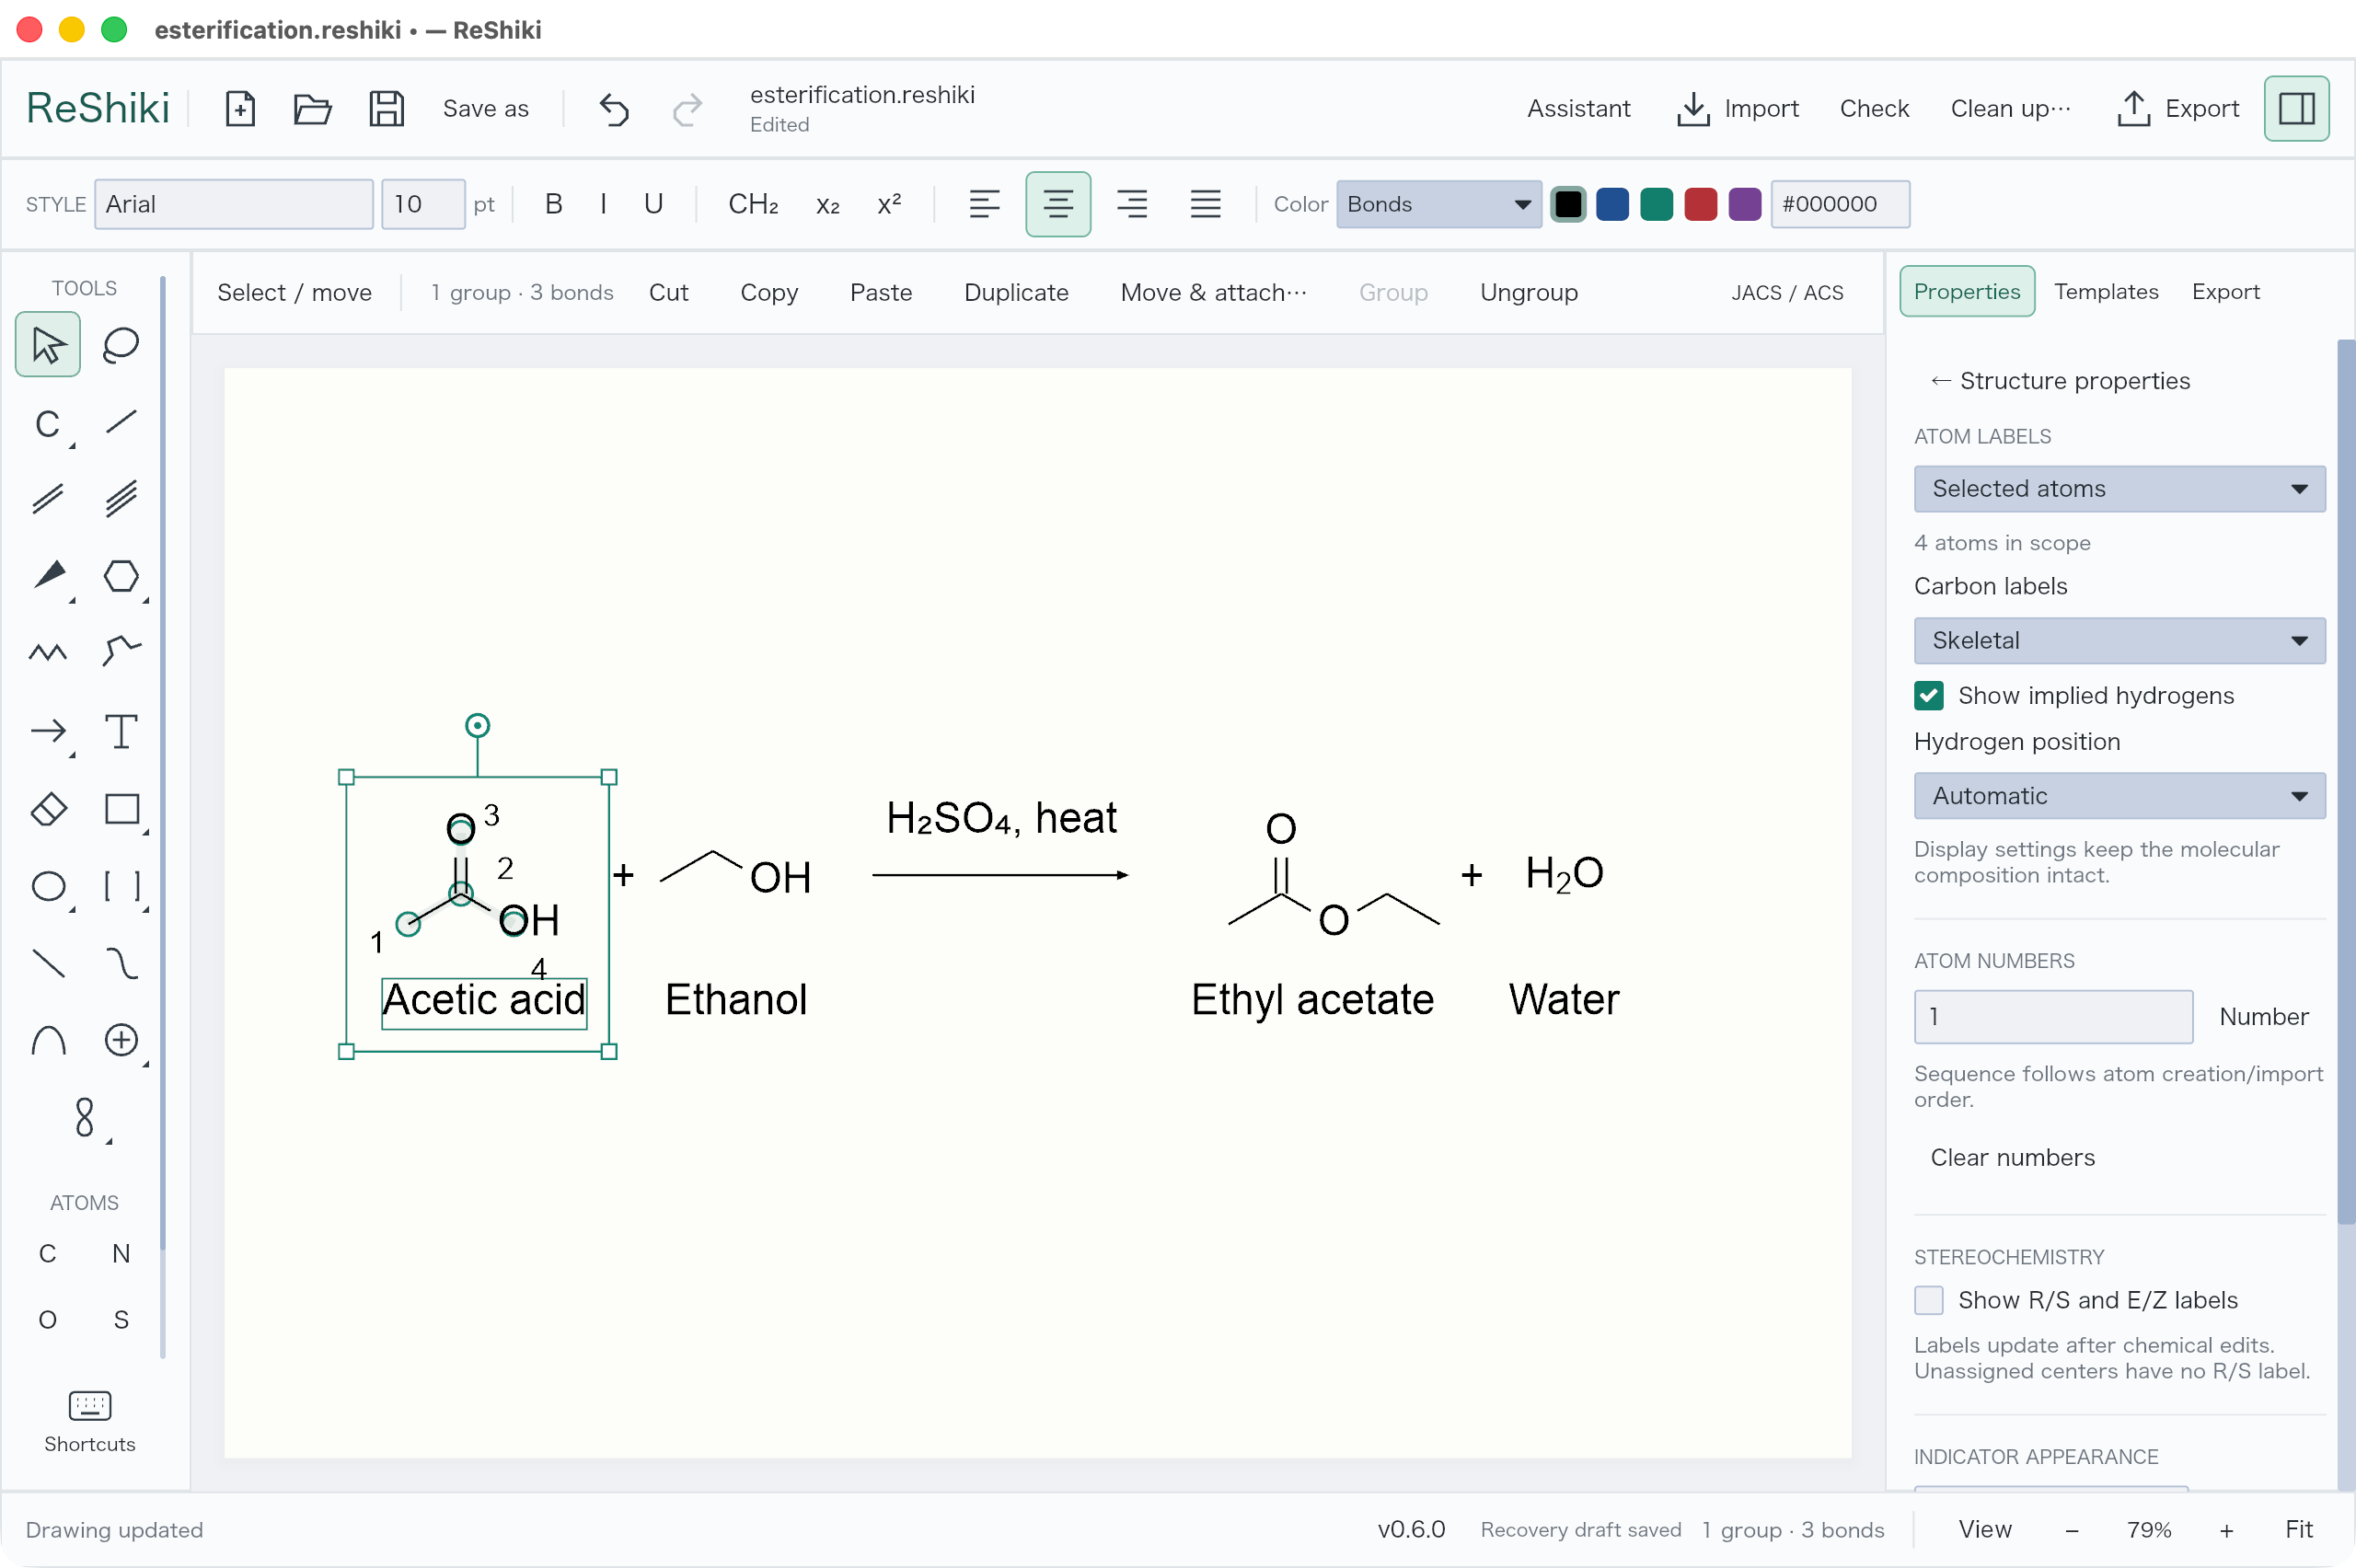 esterification.reshiki • — ReShiki
ReShiki
Save as
esterification.reshiki
Edited
Assistant
Import
Check
Clean up···
Export
STYLE
Arial
10
pt
B
I
U
CH₂
x₂
x²
Color
Bonds
#000000
TOOLS
C
T
ATOMS
C
N
O
S
Shortcuts
Select / move
1 group · 3 bonds
Cut
Copy
Paste
Duplicate
Move & attach···
Group
Ungroup
JACS / ACS
O
3
2
OH
1
4
Acetic acid
+
OH
Ethanol
H₂SO₄, heat
O
O
Ethyl acetate
+
H₂O
Water
Properties
Templates
Export
← Structure properties
ATOM LABELS
Selected atoms
4 atoms in scope
Carbon labels
Skeletal
Show implied hydrogens
Hydrogen position
Automatic
Display settings keep the molecular
composition intact.
ATOM NUMBERS
1
Number
Sequence follows atom creation/import
order.
Clear numbers
STEREOCHEMISTRY
Show R/S and E/Z labels
Labels update after chemical edits.
Unassigned centers have no R/S label.
INDICATOR APPEARANCE
Drawing updated
v0.6.0
Recovery draft saved
1 group · 3 bonds
View
−
79%
+
Fit